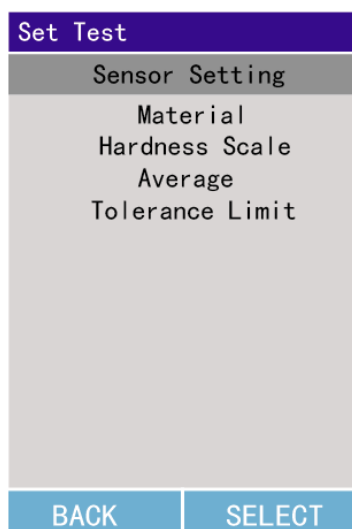 Set Test
Sensor Setting
Material
Hardness Scale
Average
Tolerance Limit
BACK SELECT